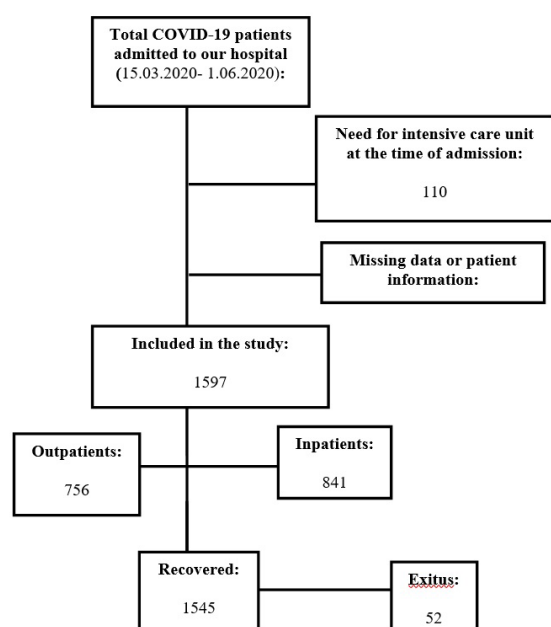 Total COVID-19 patients
admitted to our hospital
(15.03.2020- 1.06.2020):
Need for intensive care unit
at the time of admission:
110
Missing data or patient
information:
Included in the study:
1597
Outpatients:
756
Inpatients:
841
Recovered:
1545
Exitus:
52